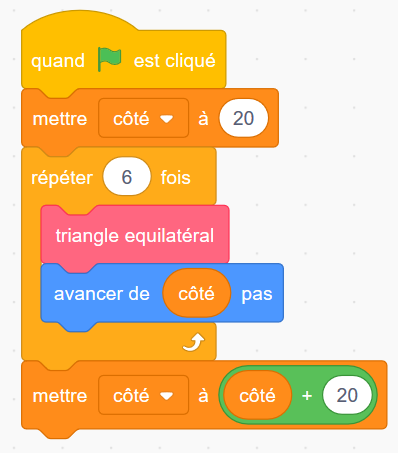 quand est cliqué
mettre côté à 20
répéter 6 fois
triangle equilatéral
avancer de côté pas
mettre côté à côté + 20